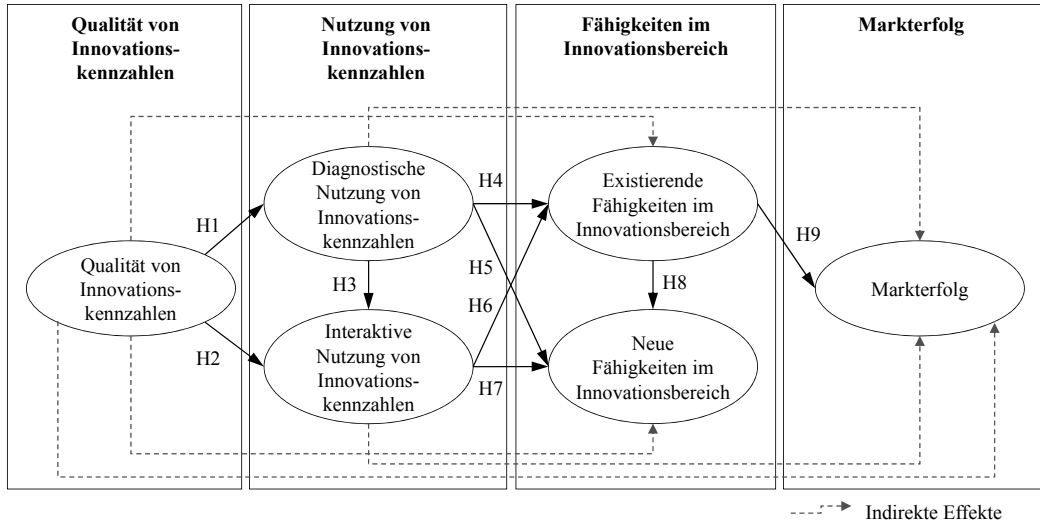 Qualität von
Innovations-
kennzahlen
Nutzung von
Innovations-
kennzahlen
Fähigkeiten im
Innovationsbereich
Markterfolg
Qualität von
Innovations-
kennzahlen
H1
H2
Diagnostische
Nutzung von
Innovations-
kennzahlen
H3
Interaktive
Nutzung von
Innovations-
kennzahlen
H4
H5
H6
H7
Existierende
Fähigkeiten im
Innovationsbereich
H8
Neue
Fähigkeiten im
Innovationsbereich
H9
Markterfolg
Indirekte Effekte